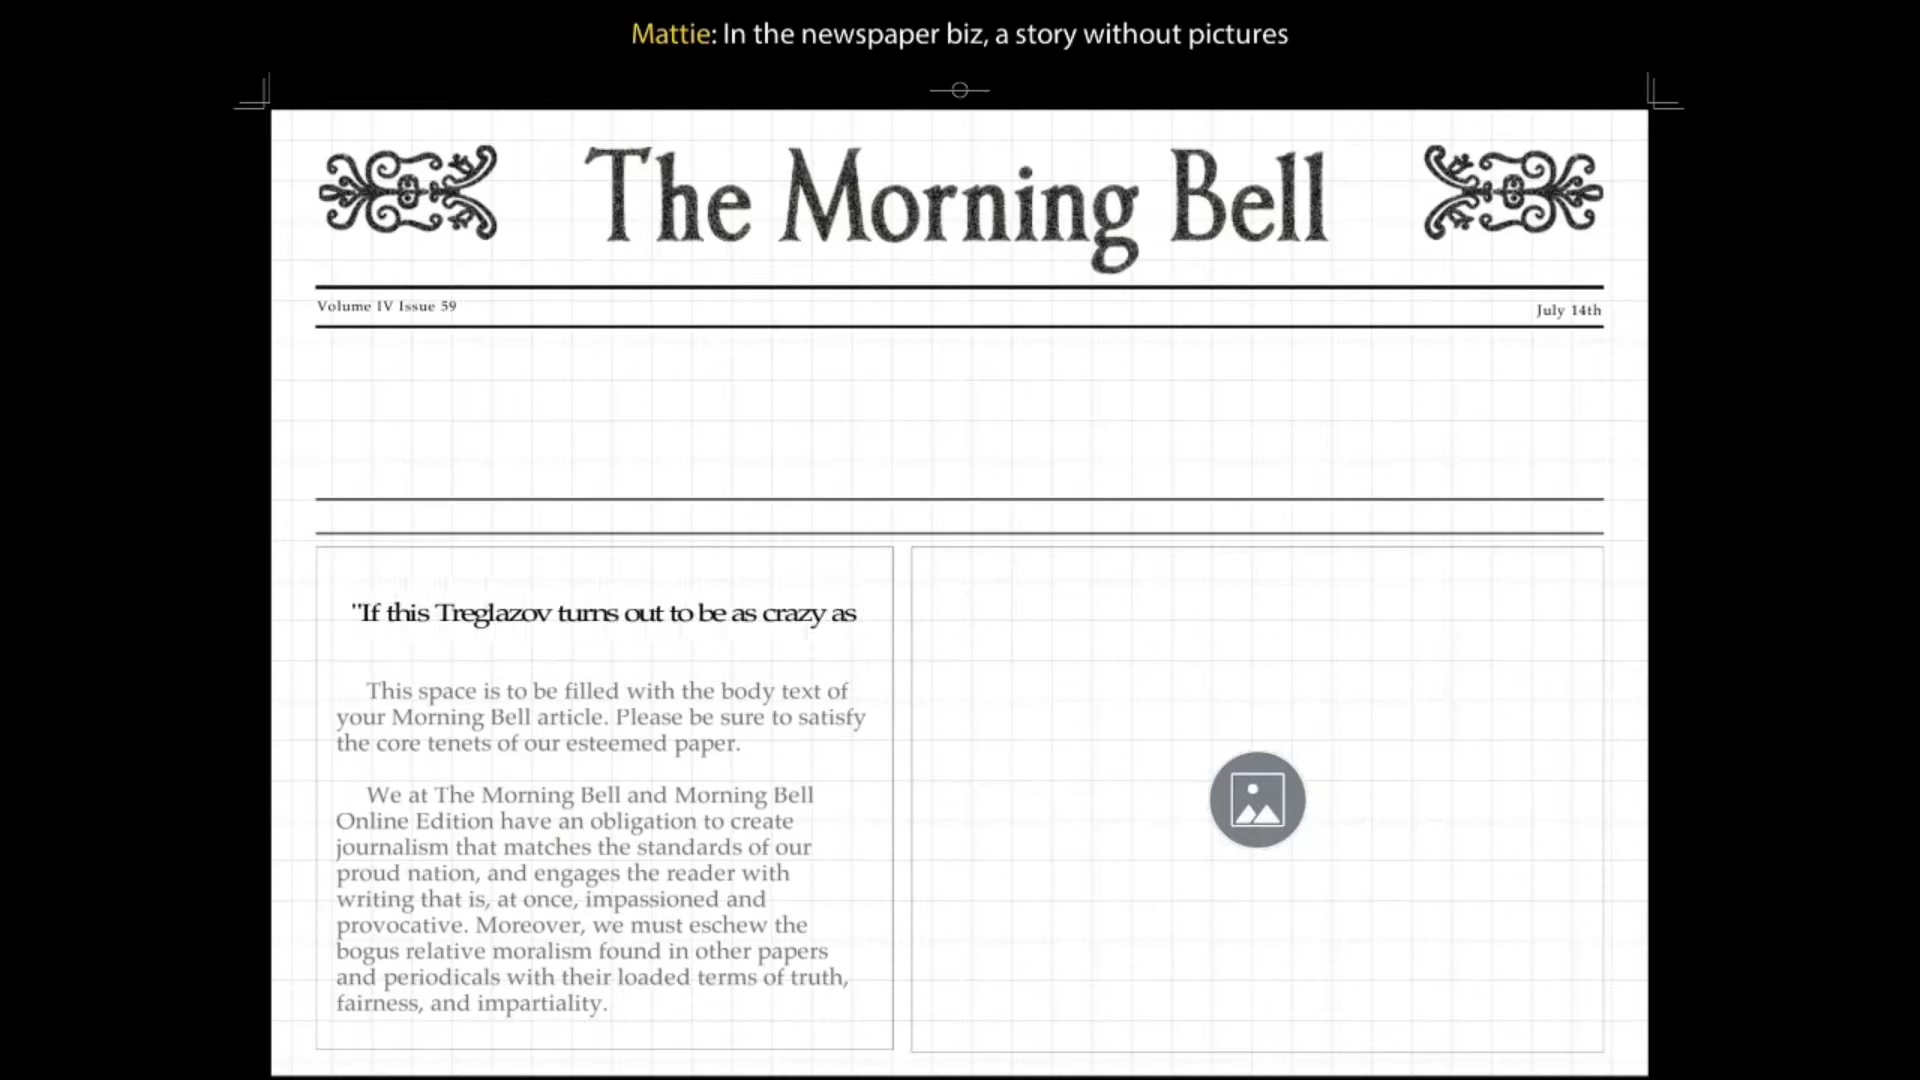 Mattie: In the newspaper biz, a story without pictures
The Morning Bell
Volume IV Issue 59
July 14th
"If this Treglazov turns out to be as crazy as
This space is to be filled with the body text of
your Morning Bell article. Please be sure to satisfy
the core tenets of our esteemed paper.
We at The Morning Bell and Morning Bell
Online Edition have an obligation to create
journalism that matches the standards of our
proud nation, and engages the reader with
writing that is, at once, impassioned and
provocative. Moreover, we must eschew the
bogus relative moralism found in other papers
and periodicals with their loaded terms of truth,
fairness, and impartiality.